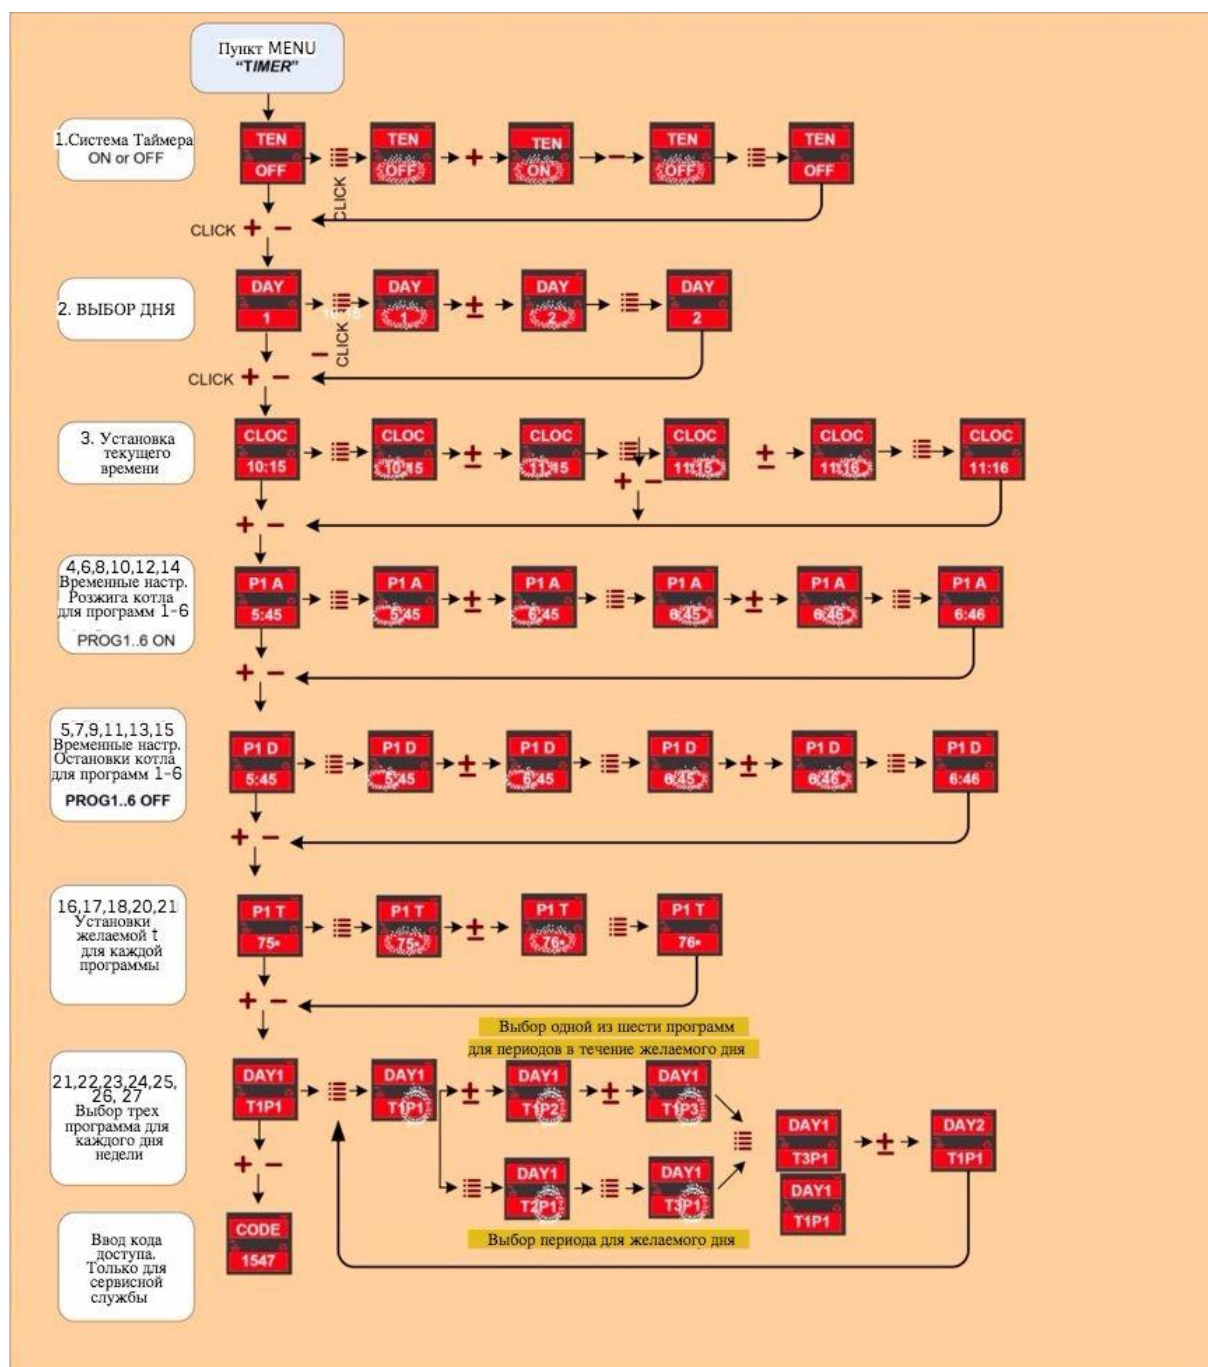 Пункт MENU
“TIMER”
1.Система Таймера
ON or OFF
TEN
OFF
TEN
OFF
TEN
ON
TEN
OFF
TEN
OFF
CLICK
CLICK + -
2. ВЫБОР ДНЯ
DAY
1
DAY
1
±
DAY
2
DAY
2
CLICK
CLICK + -
3. Установка
текущего
времени
CLOC
10:15
CLOC
10:15
±
CLOC
11:15
CLOC
11:15
±
CLOC
11:16
CLOC
11:16
+ -
+ -
4,6,8,10,12,14
Временные настр.
Розжига котла
для программ 1-6
PROG1..6 ON
P1 A
5:45
P1 A
5:45
±
P1 A
6:45
P1 A
6:45
±
P1 A
6:46
P1 A
6:46
+ -
5,7,9,11,13,15
Временные настр.
Остановки котла
для программ 1-6
PROG1..6 OFF
P1 D
5:45
P1 D
5:45
±
P1 D
6:45
P1 D
6:45
±
P1 D
6:46
P1 D
6:46
+ -
16,17,18,20,21
Установки
желаемой t
для каждой
программы
P1 T
75•
P1 T
75•
±
P1 T
76•
P1 T
76•
+ -
Выбор одной из шести программ
для периодов в течение желаемого дня
21,22,23,24,25,
26, 27
Выбор трех
программа для
каждого дня
недели
DAY1
T1P1
DAY1
T1P1
±
DAY1
T1P2
±
DAY1
T1P3
DAY1
T2P1
DAY1
T3P1
DAY1
T3P1
±
DAY2
T1P1
DAY1
T1P1
+ -
Выбор периода для желаемого дня
Ввод кода
доступа.
Только для
сервисной
службы
CODE
1547